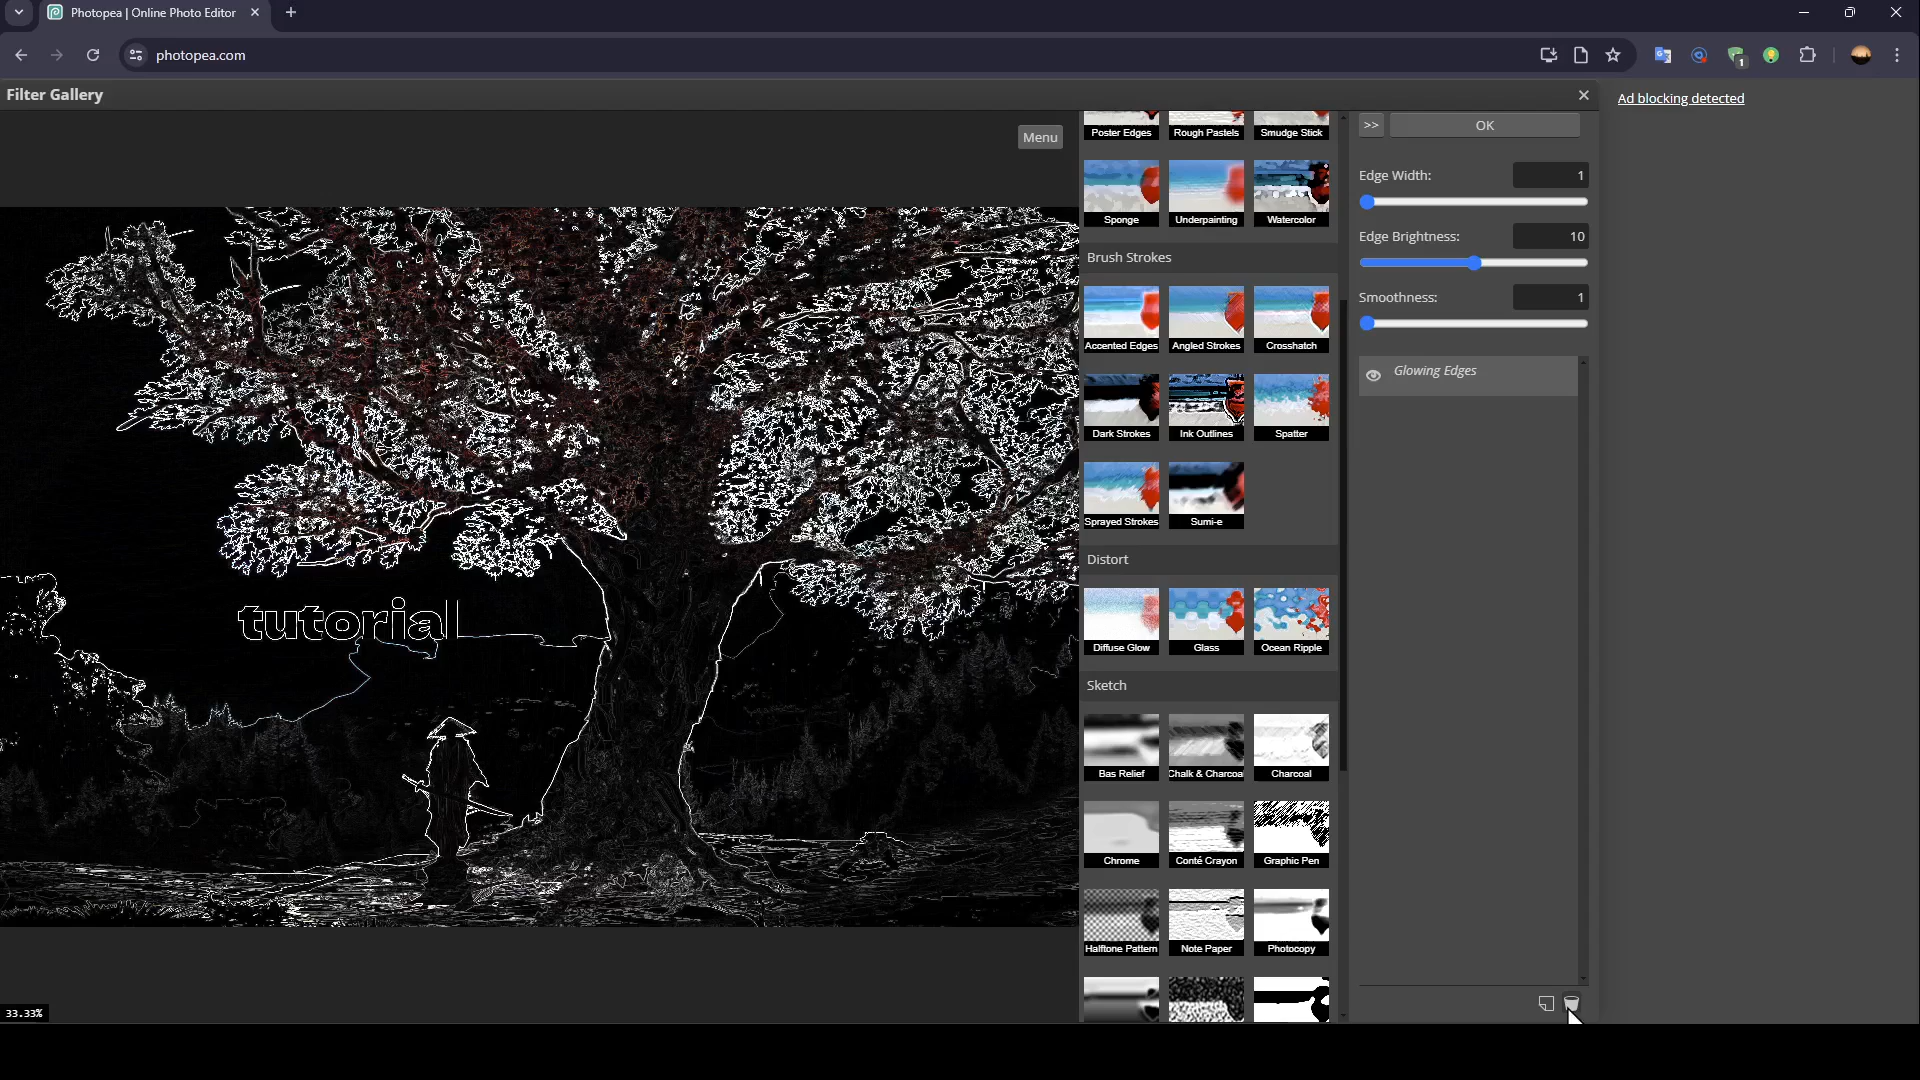 Photopea | Online Photo Editor
photopea.com
1
Filter Gallery
Ad blocking detected
Menu
Poster Edges
Rough Pastels
Smudge Stick
>>
OK
Sponge
Underpainting
Watercolor
Edge Width:
1
Edge Brightness:
10
Smoothness:
1
Brush Strokes
Accented Edges
Angled Strokes
Crosshatch
Glowing Edges
Dark Strokes
Ink Outlines
Spatter
Sprayed Strokes
Sumi-e
Distort
tutorial
Diffuse Glow
Glass
Ocean Ripple
Sketch
Bas Relief
Chalk & Charcoa
Charcoal
Chrome
Conté Crayon
Graphic Pen
Halftone Pattern
Note Paper
Photocopy
33.33%